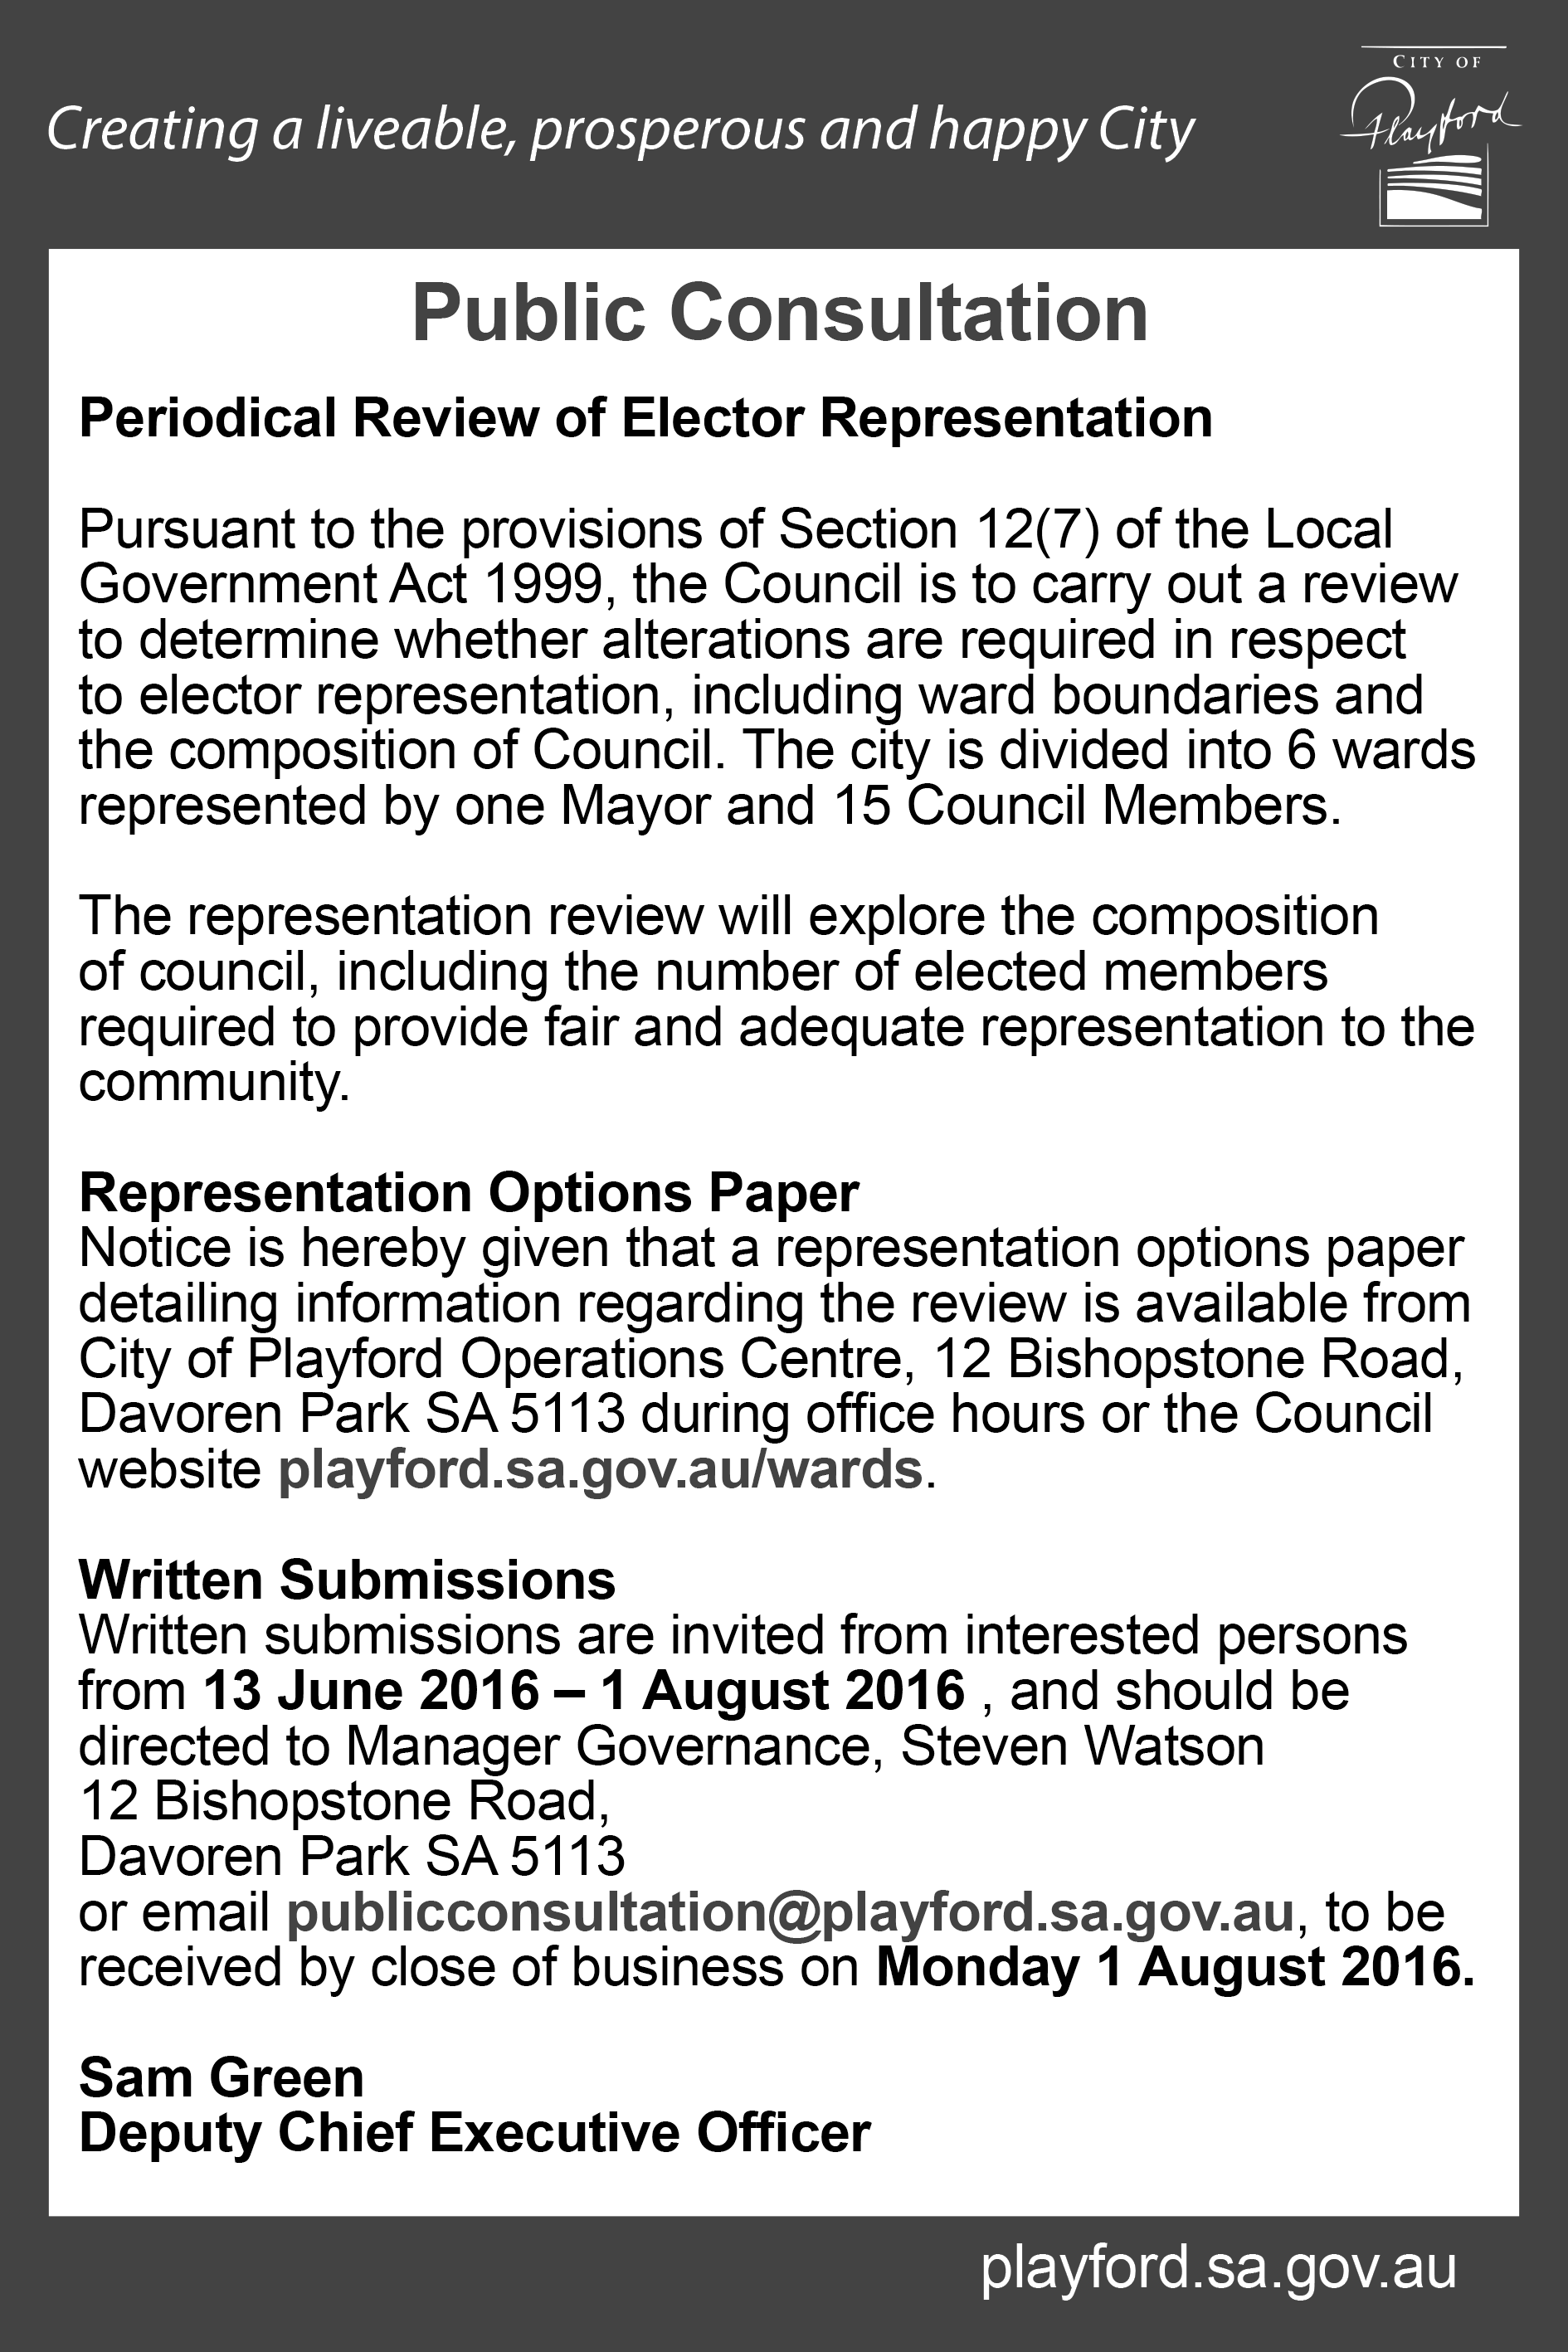 Creating a liveable, prosperous and happy City
CITY OF
Playford
Public Consultation
Periodical Review of Elector Representation
Pursuant to the provisions of Section 12(7) of the Local
Government Act 1999, the Council is to carry out a review
to determine whether alterations are required in respect
to elector representation, including ward boundaries and
the composition of Council. The city is divided into 6 wards
represented by one Mayor and 15 Council Members.
The representation review will explore the composition
of council, including the number of elected members
required to provide fair and adequate representation to the
community.
Representation Options Paper
Notice is hereby given that a representation options paper
detailing information regarding the review is available from
City of Playford Operations Centre, 12 Bishopstone Road,
Davoren Park SA 5113 during office hours or the Council
website playford.sa.gov.au/wards.
Written Submissions
Written submissions are invited from interested persons
from 13 June 2016 – 1 August 2016 , and should be
directed to Manager Governance, Steven Watson
12 Bishopstone Road,
Davoren Park SA 5113
or email publicconsultation@playford.sa.gov.au, to be
received by close of business on Monday 1 August 2016.
Sam Green
Deputy Chief Executive Officer
playford.sa.gov.au